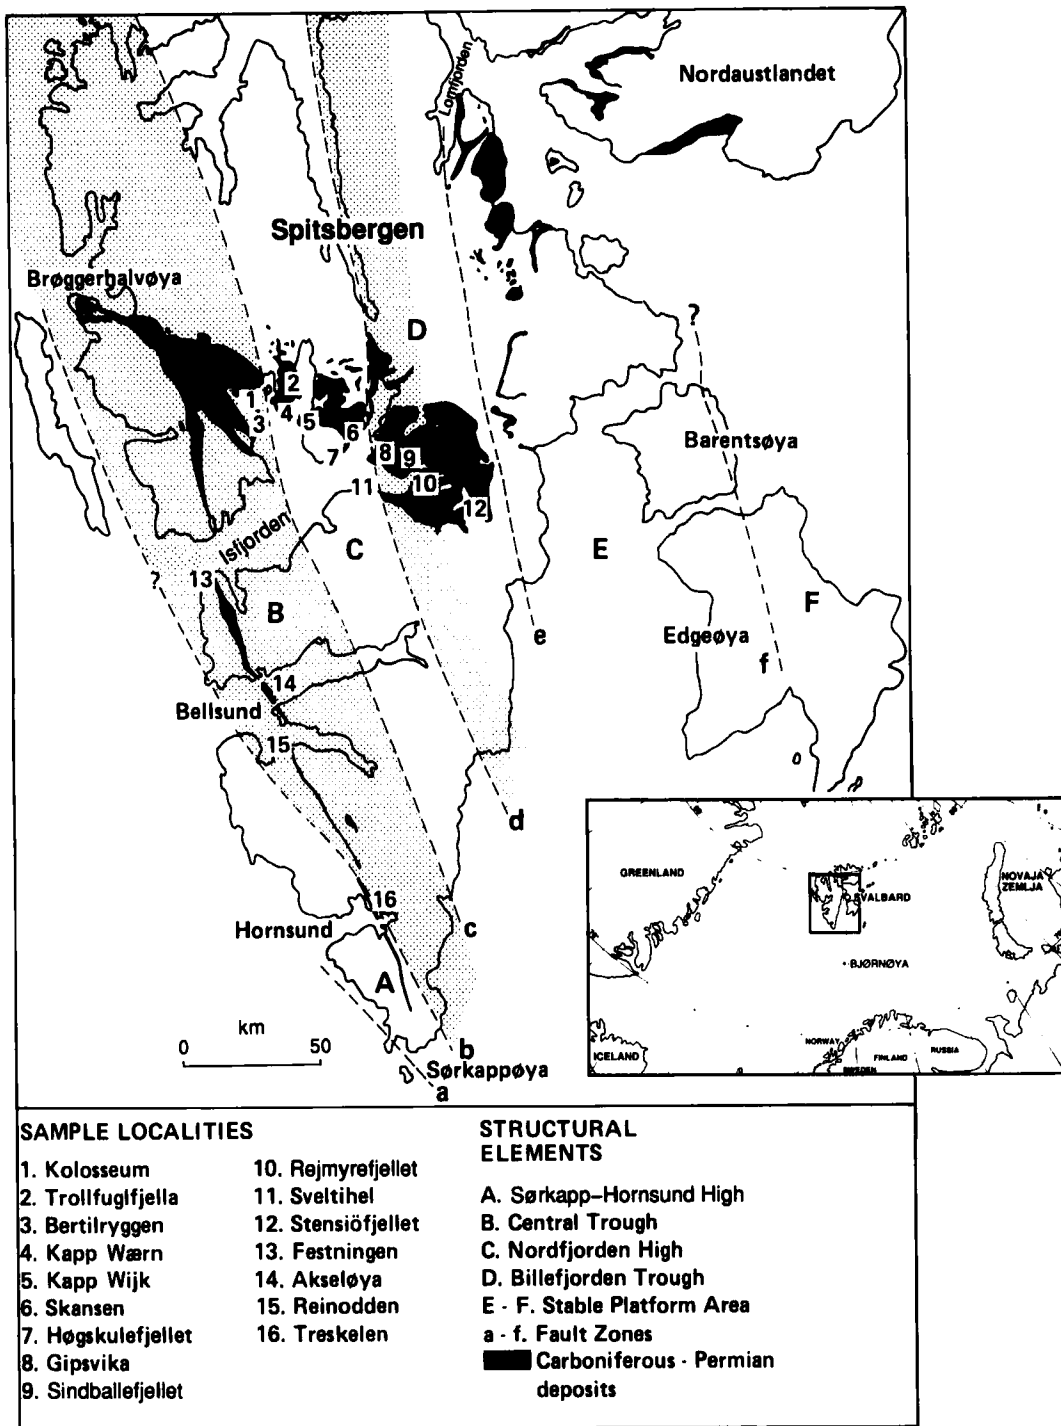 Nordaustlandet
Lomfjorden
Spitsbergen
Brøggerhalvøya
D
?
2
1
4
3
5
6
7
8
9
10
11
12
Barentsøya
Isfjorden
C
E
?
13
B
F
Edgeøya
e
f
14
Bellsund
15
d
16
Hornsund
c
A
km
0 50
b
Sørkappøya
a
GREENLAND
NOVAJA
ZEMLJA
SVALBARD
BJØRNØYA
ICELAND
NORWAY
SWEDEN
FINLAND
RUSSIA
SAMPLE LOCALITIES
1. Kolosseum
2. Trollfuglfjella
3. Bertilryggen
4. Kapp Wærn
5. Kapp Wijk
6. Skansen
7. Høgskulefjellet
8. Gipsvika
9. Sindballefjellet
10. Rejmyrefjellet
11. Sveltihel
12. Stensiöfjellet
13. Festningen
14. Akseløya
15. Reinodden
16. Treskelen
STRUCTURAL
ELEMENTS
A. Sørkapp-Hornsund High
B. Central Trough
C. Nordfjorden High
D. Billefjorden Trough
E - F. Stable Platform Area
a - f. Fault Zones
Carboniferous - Permian
deposits